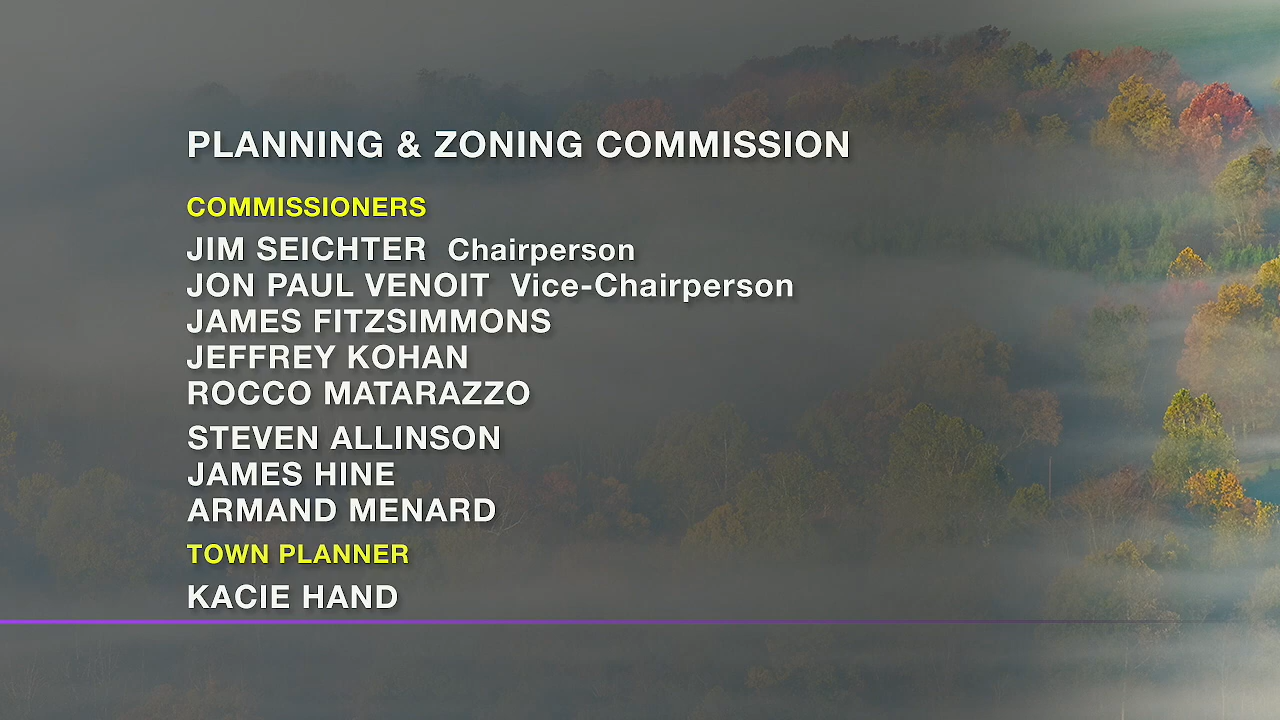 PLANNING & ZONING COMMISSION
COMMISSIONERS
JIM SEICHTER Chairperson
JON PAUL VENOIT Vice-Chairperson
JAMES FITZSIMMONS
JEFFREY KOHAN
ROCCO MATARAZZO
STEVEN ALLINSON
JAMES HINE
ARMAND MENARD
TOWN PLANNER
KACIE HAND